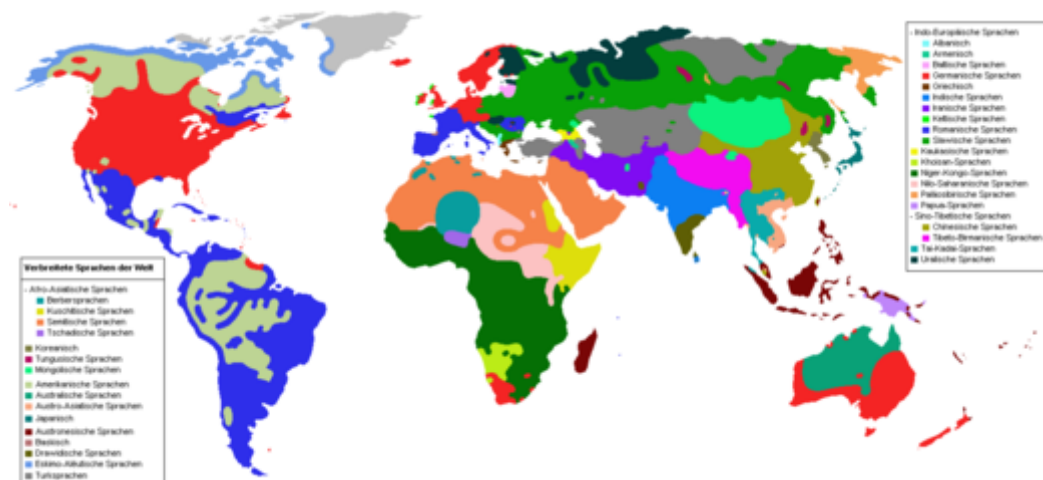 - Indo-Europäische Sprachen
Albanisch
Armenisch
Baltische Sprachen
Germanische Sprachen
Griechisch
Indische Sprachen
Iranische Sprachen
Keltische Sprachen
Romanische Sprachen
Slawische Sprachen
Kaukasische Sprachen
Khoisan-Sprachen
Niger-Kongo-Sprachen
Nilo-Saharanische Sprachen
Paläosibirische Sprachen
Papua-Sprachen
- Sino-Tibetische Sprachen
Chinesische Sprachen
Tibeto-Birmanische Sprachen
Tai-Kadai-Sprachen
Uralische Sprachen
Verbreitete Sprachen der Welt
- Afro-Asiatische Sprachen
Berbersprachen
Kuschitische Sprachen
Semitische Sprachen
Tschadische Sprachen
Koreanisch
Tungusische Sprachen
Mongolische Sprachen
Amerikanische Sprachen
Australische Sprachen
Austro-Asiatische Sprachen
Japanisch
Austronesische Sprachen
Baskisch
Drawidische Sprachen
Eskimo-Aleutische Sprachen
Turksprachen